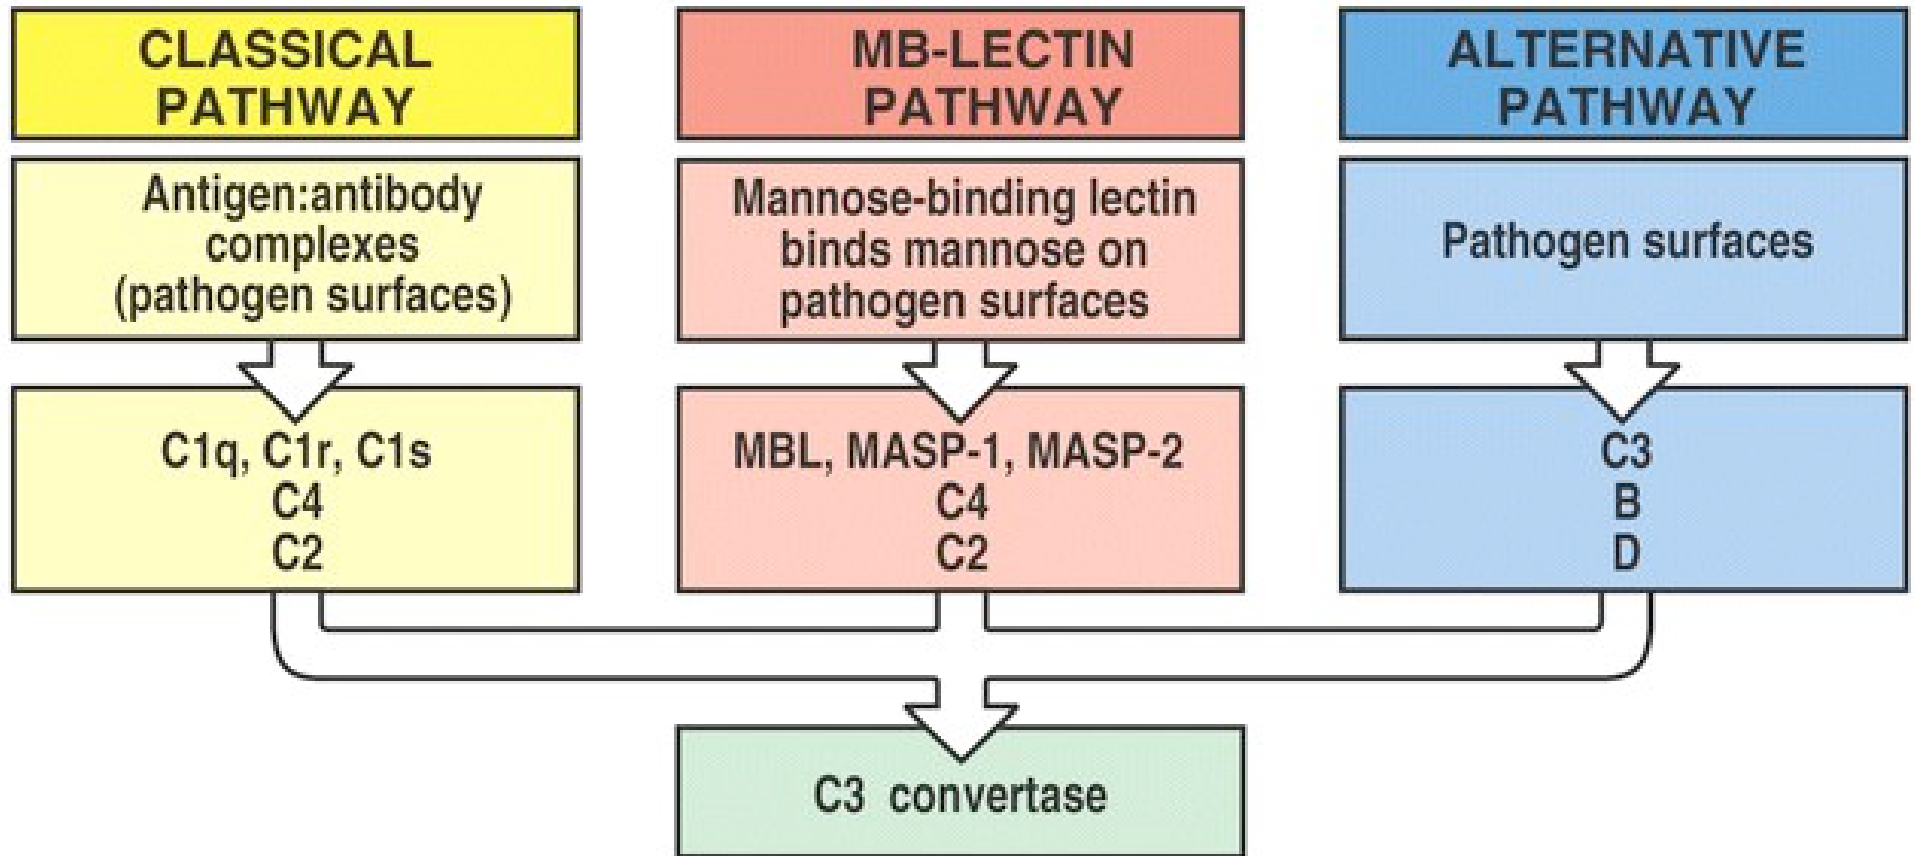 CLASSICAL
PATHWAY
Antigen:antibody
complexes
(pathogen surfaces)
C1q, C1r, C1s
C4
C2
MB-LECTIN
PATHWAY
Mannose-binding lectin
binds mannose on
pathogen surfaces
MBL, MASP-1, MASP-2
C4
C2
ALTERNATIVE
PATHWAY
Pathogen surfaces
C3
B
D
C3 convertase